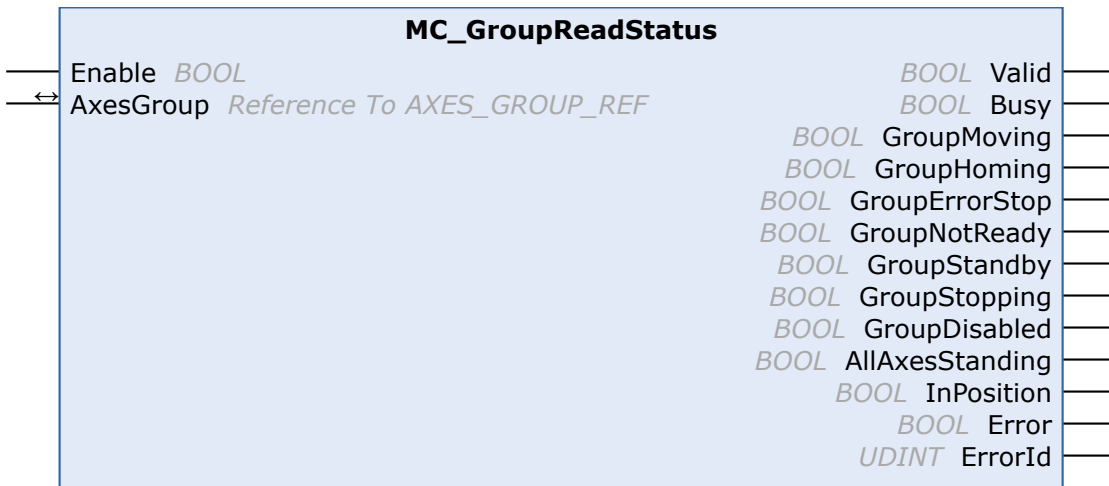 MC_GroupReadStatus
Enable BOOL BOOL Valid
↔ AxesGroup Reference To AXES_GROUP_REF BOOL Busy
BOOL GroupMoving
BOOL GroupHoming
BOOL GroupErrorStop
BOOL GroupNotReady
BOOL GroupStandby
BOOL GroupStopping
BOOL GroupDisabled
BOOL AllAxesStanding
BOOL InPosition
BOOL Error
UDINT ErrorId